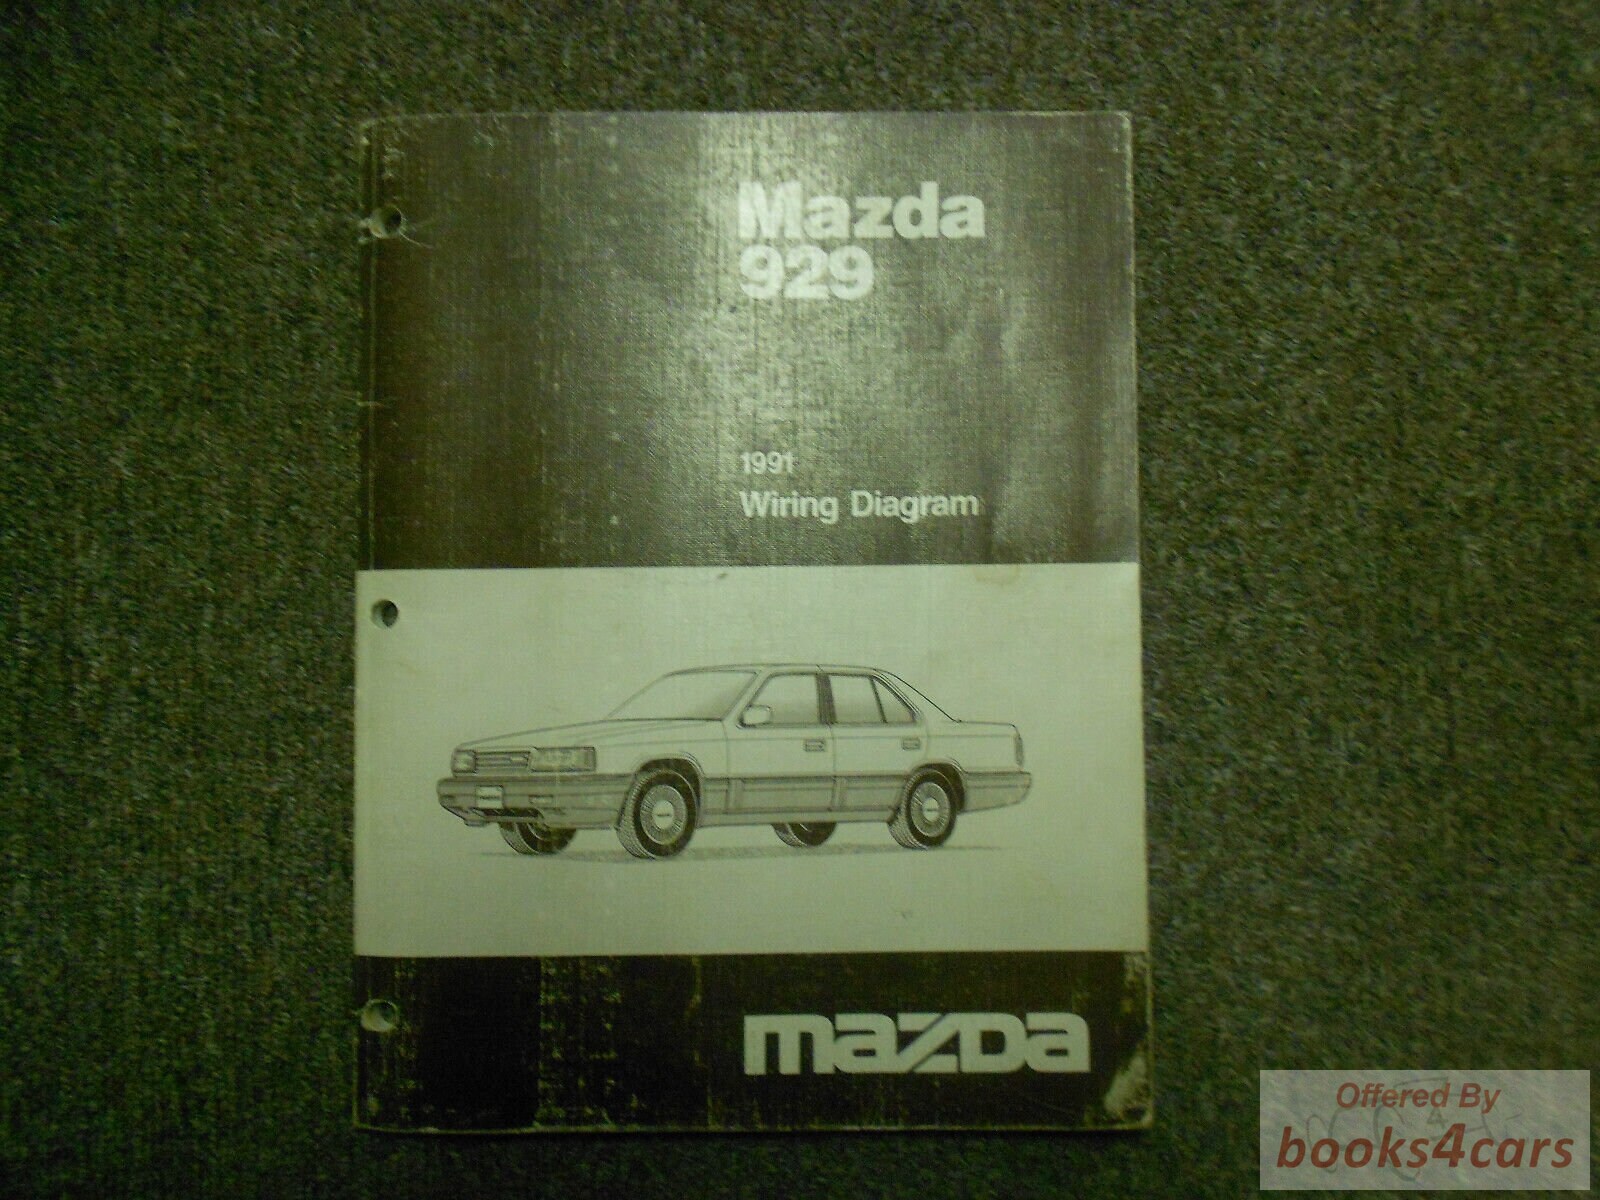 Mazda
929
1991
Wiring Diagram
mazda
Offered By
books4cars